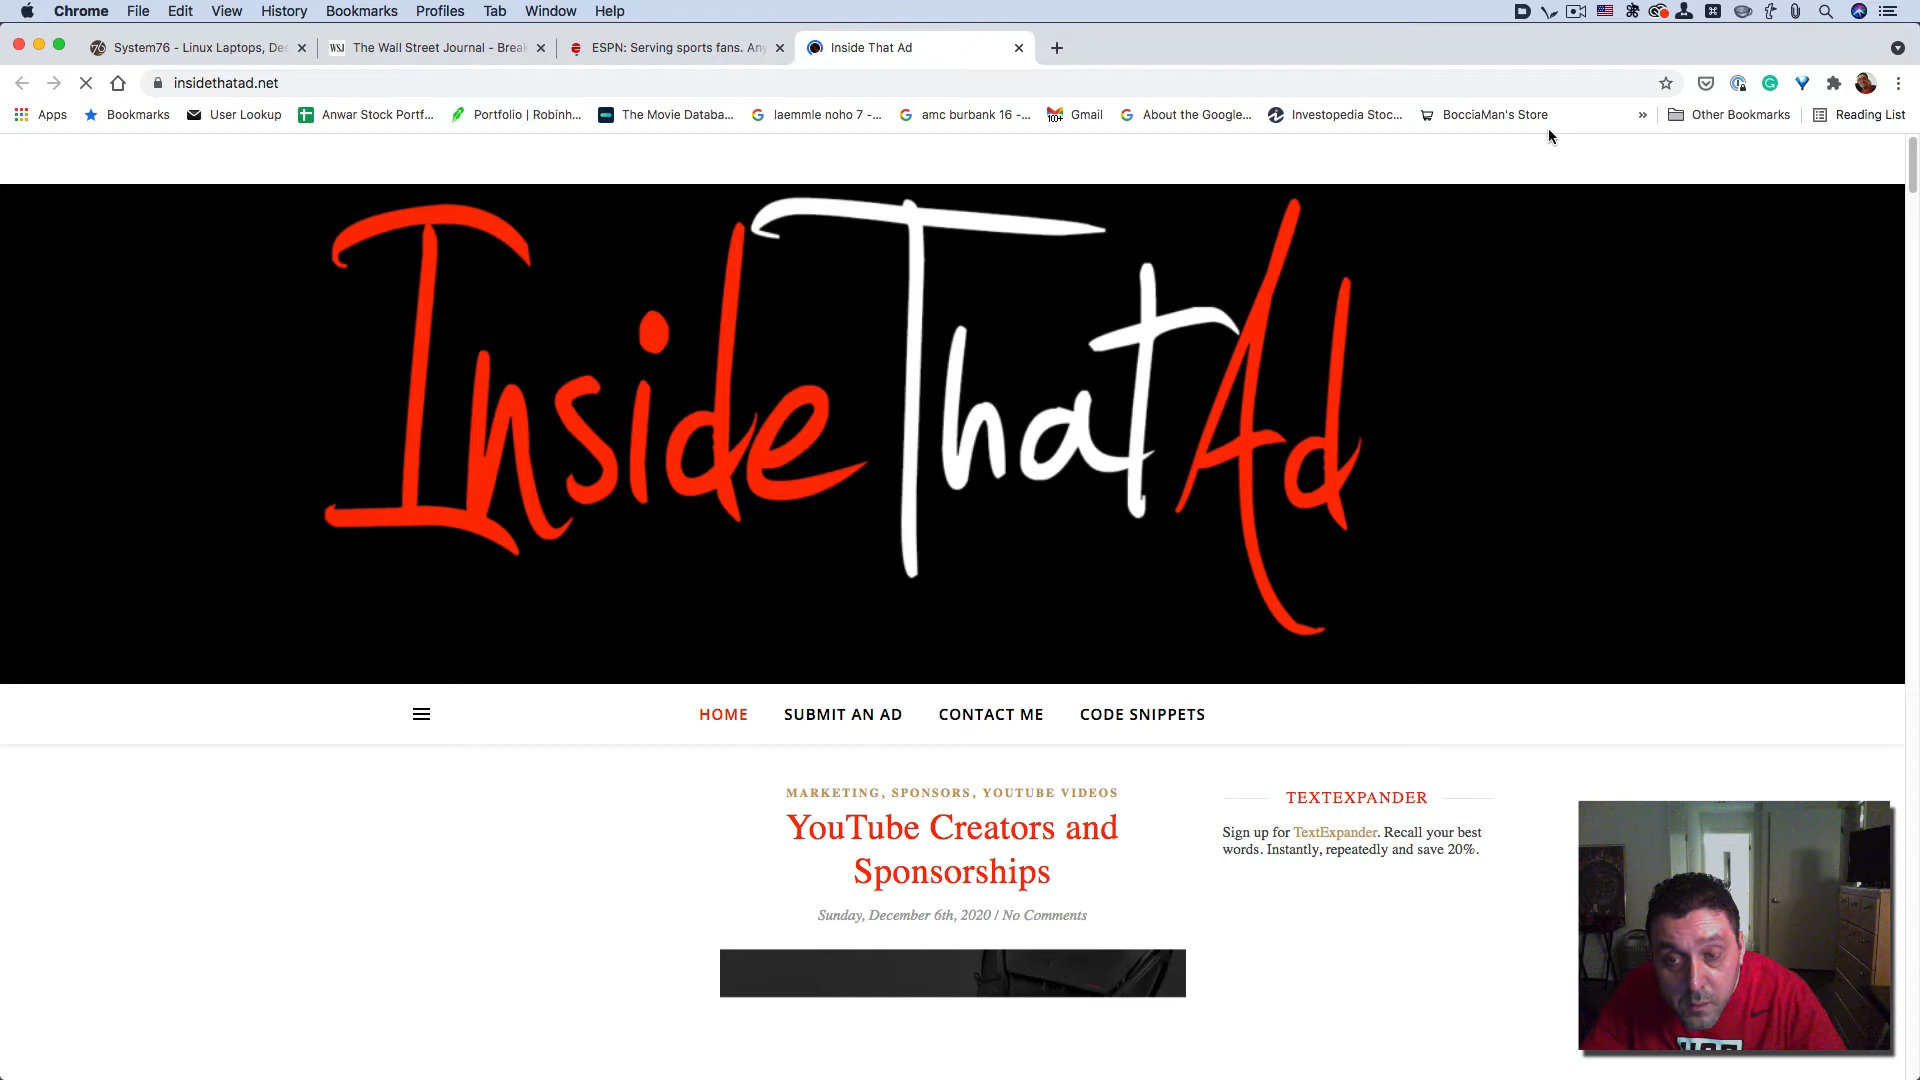 Chrome File Edit View History Bookmarks Profiles Tab Window Help
System76 - Linux Laptops, Des
WSJ The Wall Street Journal - Break
ESPN: Serving sports fans. Any
Inside That Ad
insidethatad.net
Apps Bookmarks User Lookup Anwar Stock Portf... Portfolio | Robinh... The Movie Databa... laemmle noho 7 -... amc burbank 16 -... 100+ Gmail About the Google... Investopedia Stoc... BocciaMan's Store » Other Bookmarks Reading List
Inside That Ad
HOME SUBMIT AN AD CONTACT ME CODE SNIPPETS
MARKETING, SPONSORS, YOUTUBE VIDEOS
YouTube Creators and
Sponsorships
Sunday, December 6th, 2020 / No Comments
TEXTEXPANDER
Sign up for TextExpander. Recall your best
words. Instantly, repeatedly and save 20%.